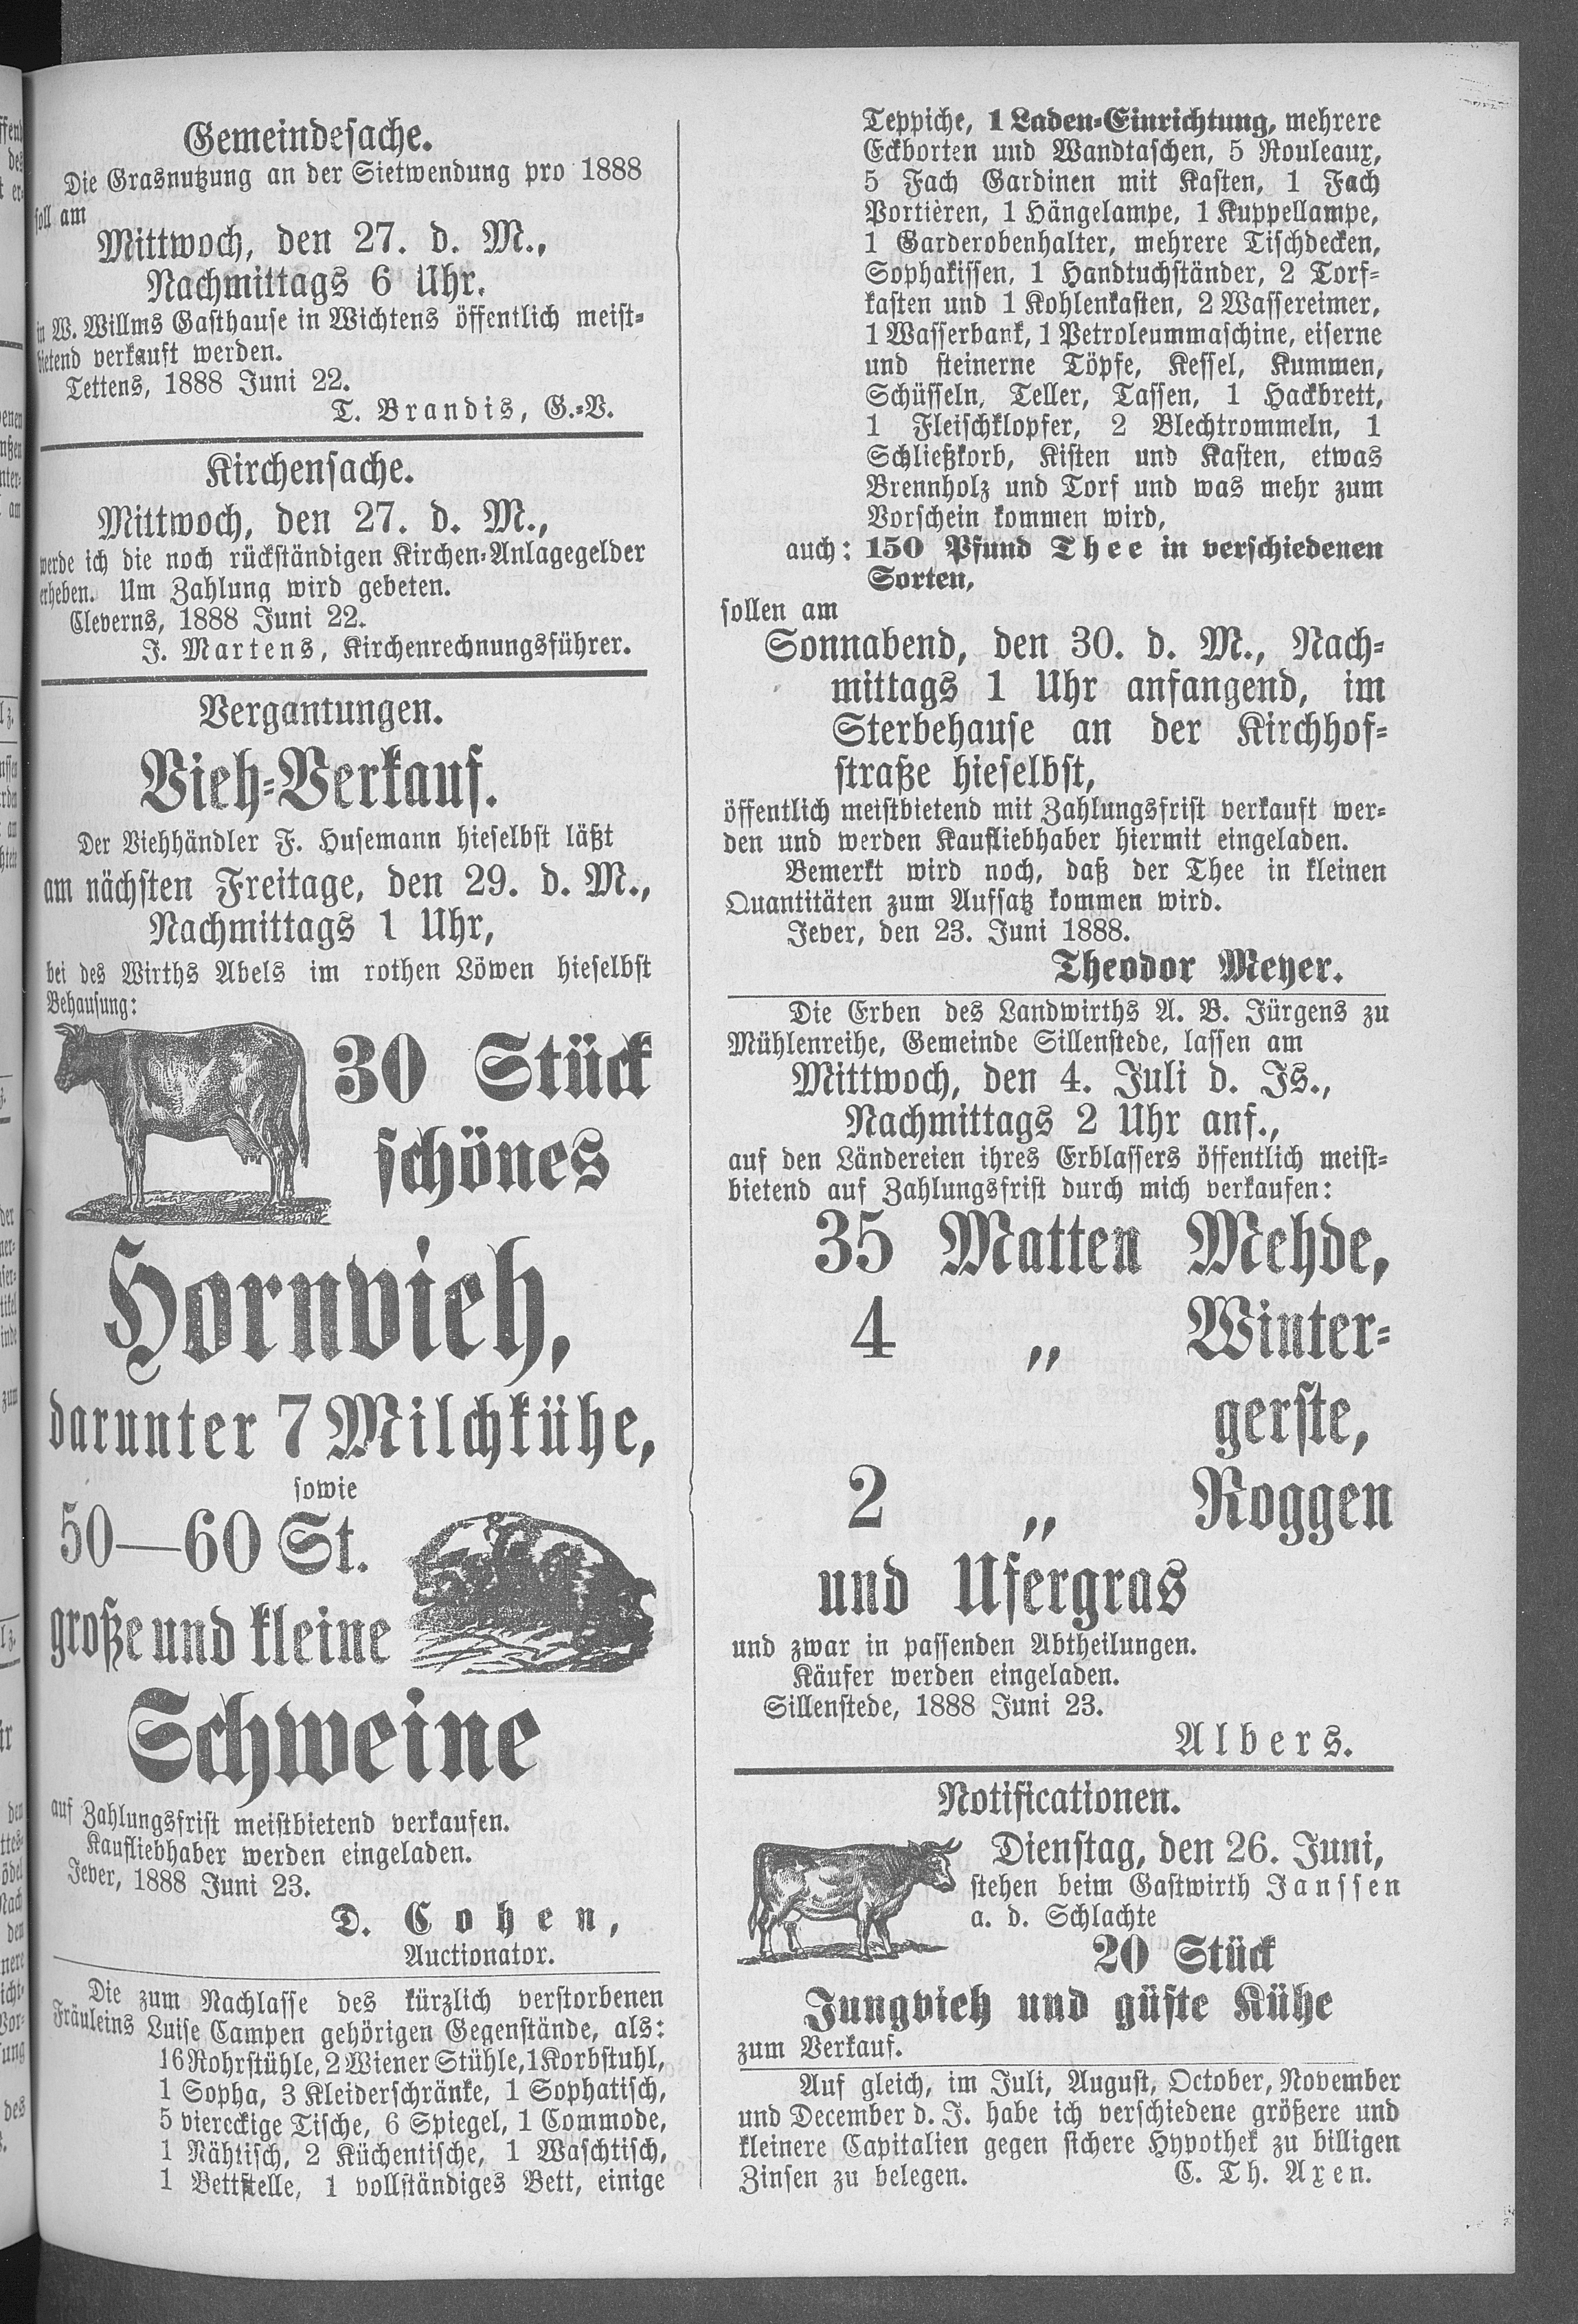 Gemeindesache.
Die Grasnutzung an der Sietwendung pro 1888
soll am
Mittwoch, den 27. d. M.,
Nachmittags 6 Uhr.
in W. Willms Gasthause in Wichtens öffentlich meist-
bietend verkauft werden.
Tettens, 1888 Juni 22.
T. Brandis, G.-V.
Kirchensache.
Mittwoch, den 27. d. M.,
werde ich die noch rückständigen Kirchen-Anlagegelder
erheben. Um Zahlung wird gebeten.
Cleverns, 1888 Juni 22.
J. Martens, Kirchenrechnungsführer.
Vergantungen.
Vieh-Verkauf.
Der Viehhändler F. Husemann hieselbst läßt
am nächsten Freitage, den 29. d. M.,
Nachmittags 1 Uhr,
bei des Wirths Abels im rothen Löwen hieselbst
Behausung:
30 Stück
schönes
Hornvieh,
darunter 7 Milchkühe,
sowie
50—60 St.
große und kleine
Schweine
auf Zahlungsfrist meistbietend verkaufen.
Kaufliebhaber werden eingeladen.
Jever, 1888 Juni 23.
D. Cohen,
Auctionator.
Die zum Nachlasse des kürzlich verstorbenen
Fräuleins Luise Campen gehörigen Gegenstände, als:
16 Rohrstühle, 2 Wiener Stühle, 1 Korbstuhl,
1 Sopha, 3 Kleiderschränke, 1 Sophatisch,
5 viereckige Tische, 6 Spiegel, 1 Commode,
1 Nähtisch, 2 Küchentische, 1 Waschtisch,
1 Bettstelle, 1 vollständiges Bett, einige
Teppiche, 1 Laden-Einrichtung, mehrere
Eckborten und Wandtaschen, 5 Rouleaux,
5 Fach Gardinen mit Kasten, 1 Fach
Portièren, 1 Hängelampe, 1 Kuppellampe,
1 Garderobenhalter, mehrere Tischdecken,
Sophakissen, 1 Handtuchständer, 2 Torf-
kasten und 1 Kohlenkasten, 2 Wassereimer,
1 Wasserbank, 1 Petroleummaschine, eiserne
und steinerne Töpfe, Kessel, Kummen,
Schüsseln, Teller, Tassen, 1 Hackbrett,
1 Fleischklopfer, 2 Blechtrommeln, 1
Schließkorb, Kisten und Kasten, etwas
Brennholz und Torf und was mehr zum
Vorschein kommen wird,
auch: 150 Pfund Thee in verschiedenen
Sorten,
sollen am
Sonnabend, den 30. d. M., Nach-
mittags 1 Uhr anfangend, im
Sterbehause an der Kirchhof-
straße hieselbst,
öffentlich meistbietend mit Zahlungsfrist verkauft wer-
den und werden Kaufliebhaber hiermit eingeladen.
Bemerkt wird noch, daß der Thee in kleinen
Quantitäten zum Aufsatz kommen wird.
Jever, den 23. Juni 1888.
Theodor Meyer.
Die Erben des Landwirths A. B. Jürgens zu
Mühlenreihe, Gemeinde Sillenstede, lassen am
Mittwoch, den 4. Juli d. Js.,
Nachmittags 2 Uhr anf.,
auf den Ländereien ihres Erblassers öffentlich meist-
bietend auf Zahlungsfrist durch mich verkaufen:
35 Matten Mehde,
4 „ Winter-
gerste,
2 „ Roggen
und Ufergras
und zwar in passenden Abtheilungen.
Käufer werden eingeladen.
Sillenstede, 1888 Juni 23.
Albers.
Notificationen.
Dienstag, den 26. Juni,
stehen beim Gastwirth Janssen
a. d. Schlachte
20 Stück
Jungvieh und güste Kühe
zum Verkauf.
Auf gleich, im Juli, August, October, November
und December d. J. habe ich verschiedene größere und
kleinere Capitalien gegen sichere Hypothek zu billigen
Zinsen zu belegen. C. Th. Axen.